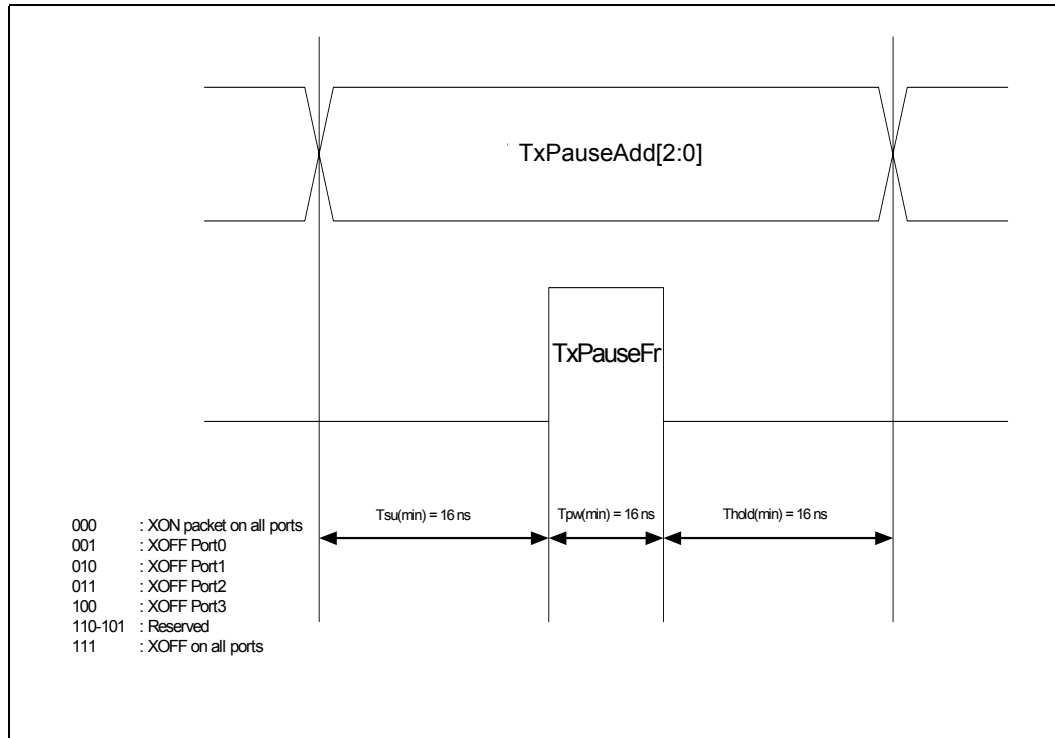 TxPauseAdd[2:0]
TxPauseFr
Tsu(min) = 16 ns
Tpw(min) = 16 ns
Thold(min) = 16 ns
000 : XON packet on all ports
001 : XOFF Port0
010 : XOFF Port1
011 : XOFF Port2
100 : XOFF Port3
110-101 : Reserved
111 : XOFF on all ports